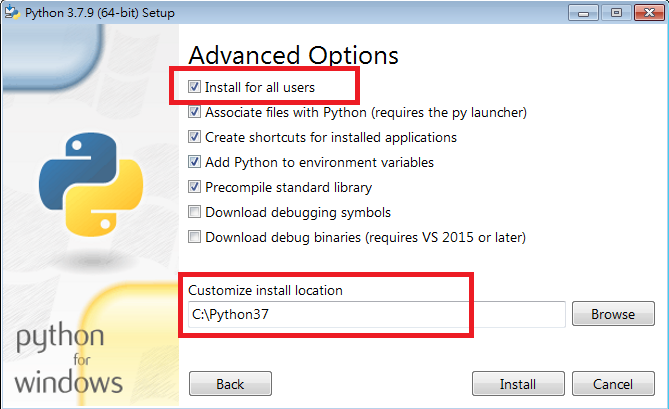 Python 3.7.9 (64-bit) Setup
Advanced Options
Install for all users
Associate files with Python (requires the py launcher)
Create shortcuts for installed applications
Add Python to environment variables
Precompile standard library
Download debugging symbols
Download debug binaries (requires VS 2015 or later)
Customize install location
C:\Python37
Browse
python
for
windows
Back
Install
Cancel